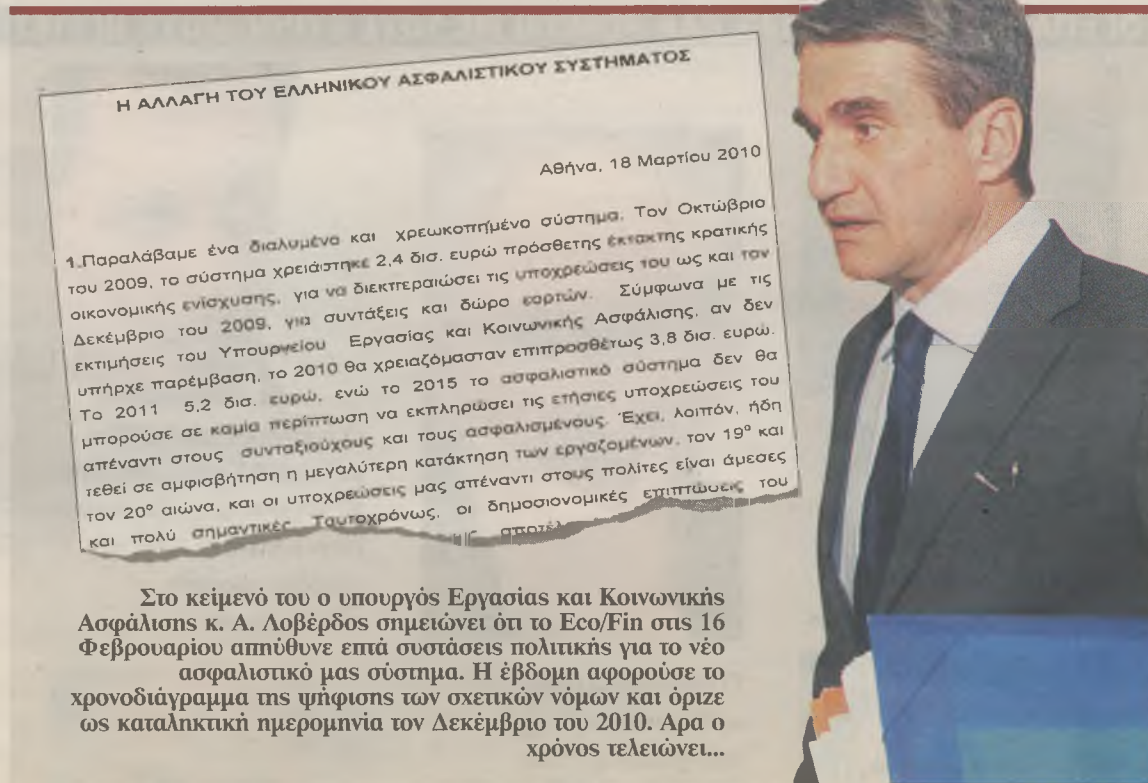 Η ΑΛΛΑΓΗ ΤΟΥ ΕΛΛΗΝΙΚΟΥ ΑΣΦΑΛΙΣΤΙΚΟΥ ΣΥΣΤΗΜΑΤΟΣ
Αθήνα, 18 Μαρτίου 2010
1.Παραλάβαμε ένα διαλυμένο και χρεωκοπημένο σύστημα. Τον Οκτώβριο
του 2009, το σύστημα χρειάστηκε 2,4 δισ. ευρώ πρόσθετης έκτακτης κρατικής
οικονομικής ενίσχυσης, για να διεκπεραιώσει τις υποχρεώσεις του ως και τον
Δεκέμβριο του 2009, για συντάξεις και δώρο εορτών. Σύμφωνα με τις
εκτιμήσεις του Υπουργείου Εργασίας και Κοινωνικής Ασφάλισης, αν δεν
υπήρχε παρέμβαση, το 2010 θα χρειαζόμασταν επιπροσθέτως 3,8 δισ. ευρώ.
Το 2011 5,2 δισ. ευρώ, ενώ το 2015 το ασφαλιστικό σύστημα δεν θα
μπορούσε σε καμία περίπτωση να εκπληρώσει τις ετήσιες υποχρεώσεις του
απέναντι στους συνταξιούχους και τους ασφαλισμένους. Έχει, λοιπόν, ήδη
τεθεί σε αμφισβήτηση η μεγαλύτερη κατάκτηση των εργαζομένων, τον 19º και
τον 20º αιώνα, και οι υποχρεώσεις μας απέναντι στους πολίτες είναι άμεσες
και πολύ σημαντικές. Ταυτοχρόνως, οι δημοσιονομικές επιπτώσεις του
Στο κείμενό του ο υπουργός Εργασίας και Κοινωνικής
Ασφάλισης κ. Α. Λοβέρδος σημειώνει ότι το Eco/Fin στις 16
Φεβρουαρίου απηύθυνε επτά συστάσεις πολιτικής για το νέο
ασφαλιστικό μας σύστημα. Η έβδομη αφορούσε το
χρονοδιάγραμμα της ψήφισης των σχετικών νόμων και όριζε
ως καταληκτική ημερομηνία τον Δεκέμβριο του 2010. Αρα ο
χρόνος τελειώνει...